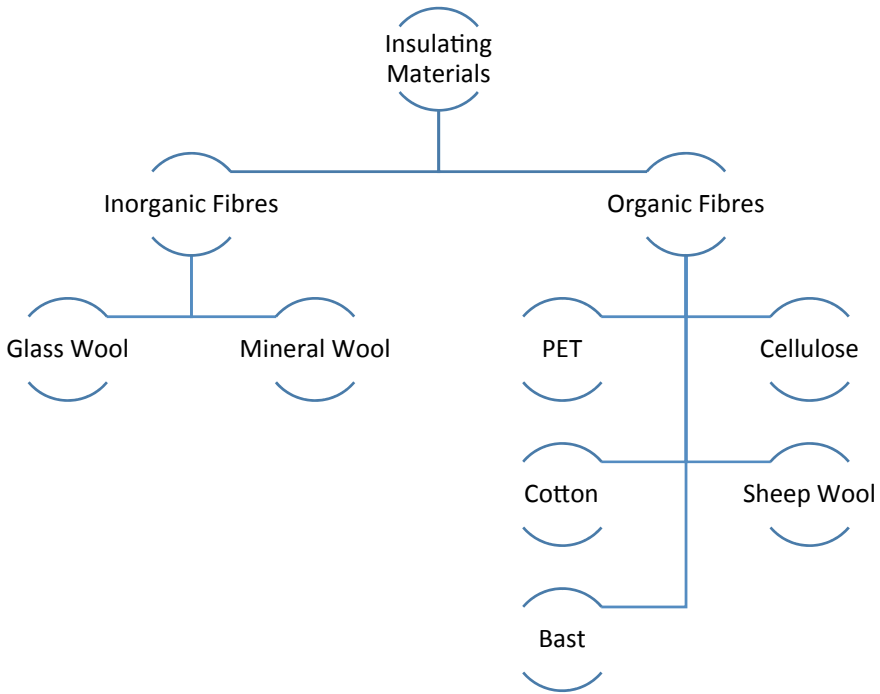 Insulating
Materials
Inorganic Fibres
Organic Fibres
Glass Wool
Mineral Wool
PET
Cellulose
Cotton
Sheep Wool
Bast